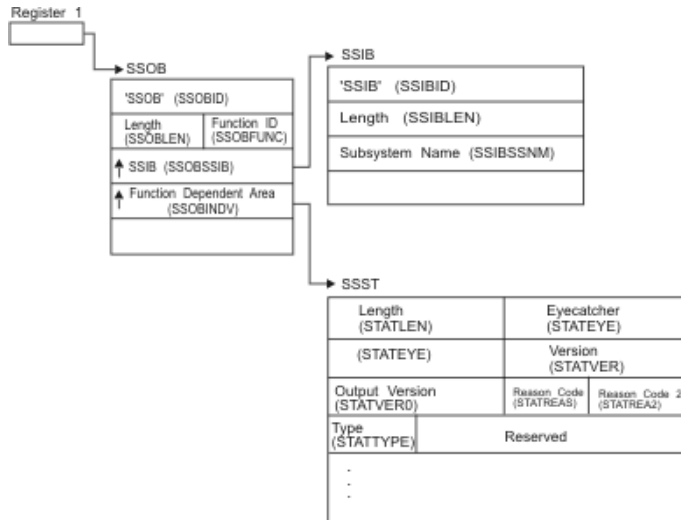 Register 1
SSOB
'SSOB' (SSOBID)
Length
(SSOBLEN)
Function ID
(SSOBFUNC)
SSIB (SSOBSSIB)
Function Dependent Area
(SSOBINDV)
SSIB
'SSIB' (SSIBID)
Length (SSIBLEN)
Subsystem Name (SSIBSSNM)
SSST
Length
(STATLEN)
Eyecatcher
(STATEYE)
(STATEYE)
Version
(STATVER)
Output Version
(STATVER0)
Reason Code
(STATREAS)
Reason Code 2
(STATREA2)
Type
(STATTYPE)
Reserved